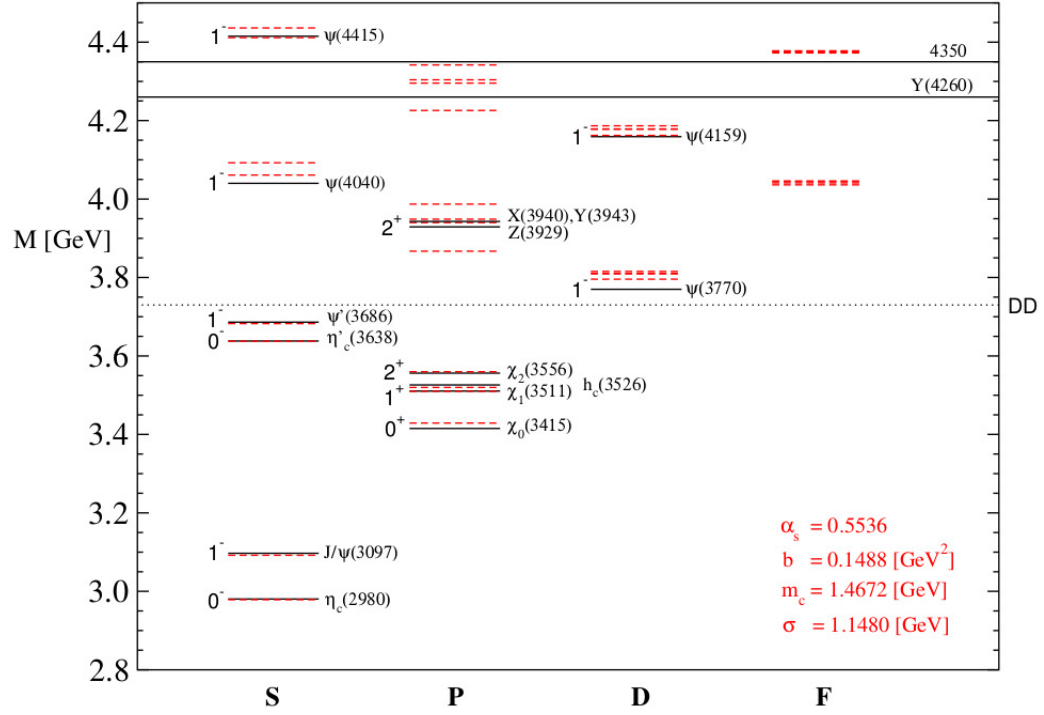 4.4
1⁻ ψ(4415)
4350
Y(4260)
4.2
1⁻ ψ(4159)
1⁻ ψ(4040)
4.0
X(3940),Y(3943)
2⁺ Z(3929)
M [GeV]
3.8
1⁻ ψ(3770)
DD
1⁻ ψ'(3686)
0⁻ η'c(3638)
3.6
2⁺ χ2(3556)
hc(3526)
1⁺ χ1(3511)
0⁺ χ0(3415)
3.4
3.2
1⁻ J/ψ(3097)
3.0
0⁻ ηc(2980)
αs = 0.5536
b = 0.1488 [GeV²]
mc = 1.4672 [GeV]
σ = 1.1480 [GeV]
2.8
S P D F